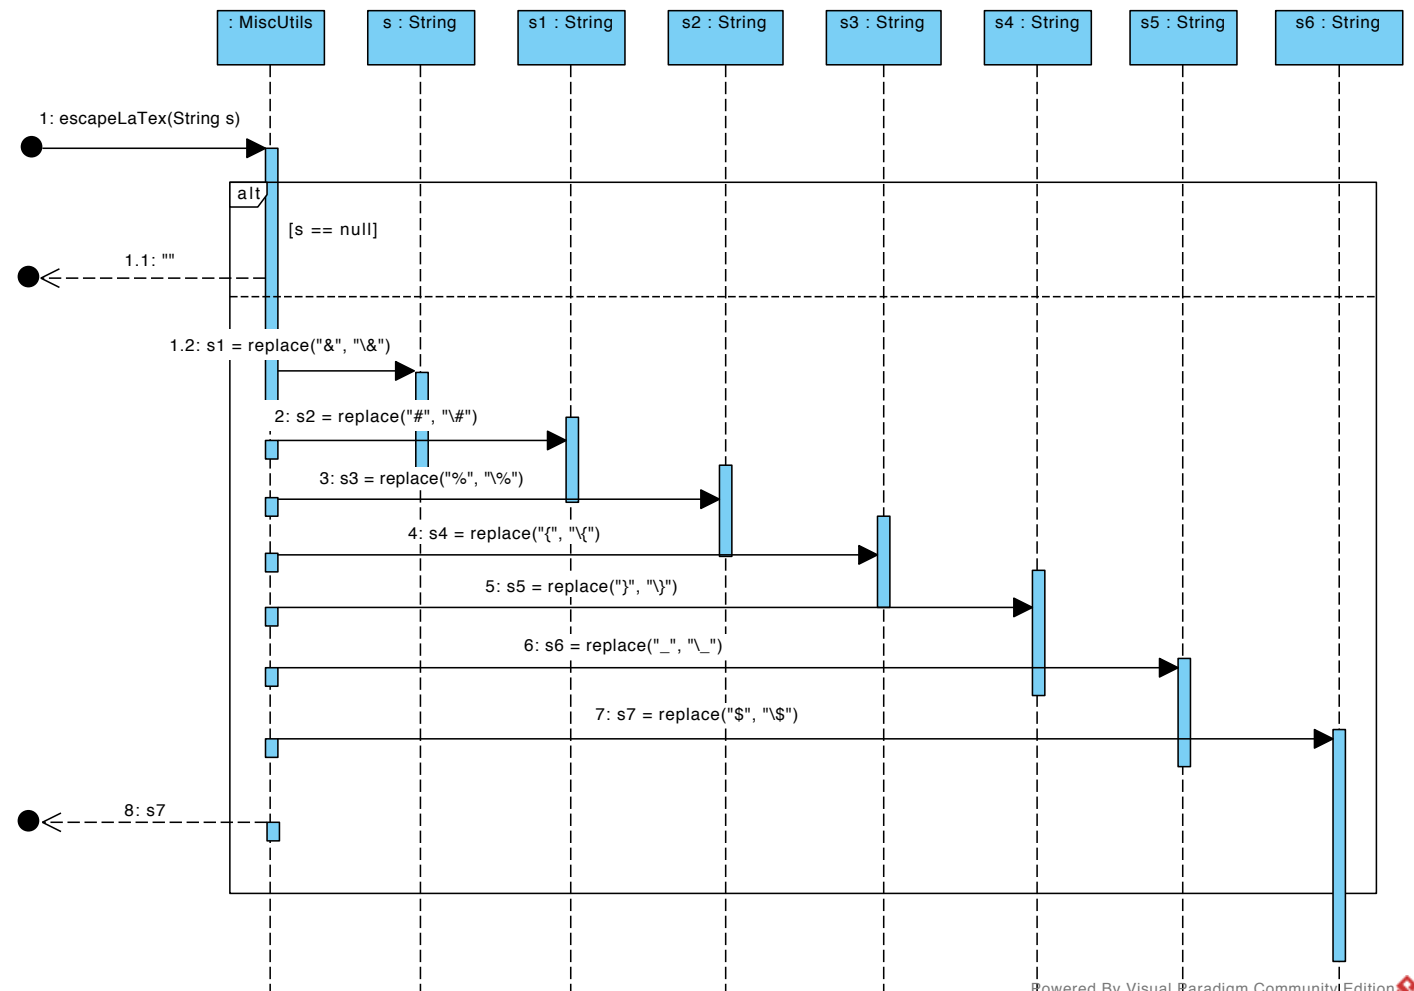 : MiscUtils
s : String
s1 : String
s2 : String
s3 : String
s4 : String
s5 : String
s6 : String
1: escapeLaTex(String s)
alt
[s == null]
1.1: ""
1.2: s1 = replace("&", "\&")
2: s2 = replace("#", "\#")
3: s3 = replace("%", "\%")
4: s4 = replace("{", "\{")
5: s5 = replace("}", "\}")
6: s6 = replace("_", "\_")
7: s7 = replace("$", "\$")
8: s7
Powered By Visual Paradigm Community Edition